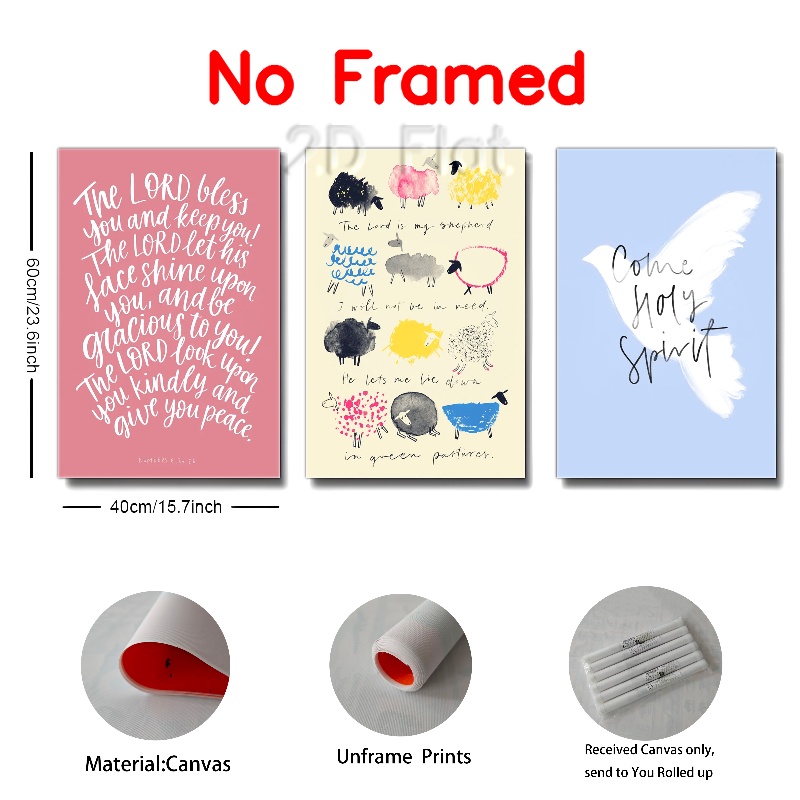 No Framed
2D Flat
60cm/23.6inch
The LORD bless
you and keep you!
The LORD let his
face shine upon
you, and be
gracious to you!
The LORD look upon
you kindly and
give you peace.
The Lord is my shepherd
I will not be in need.
He lets me lie down
in green pastures.
Come
Holy
Spirit
40cm/15.7inch
Material:Canvas
Unframe Prints
Received Canvas only,
send to You Rolled up